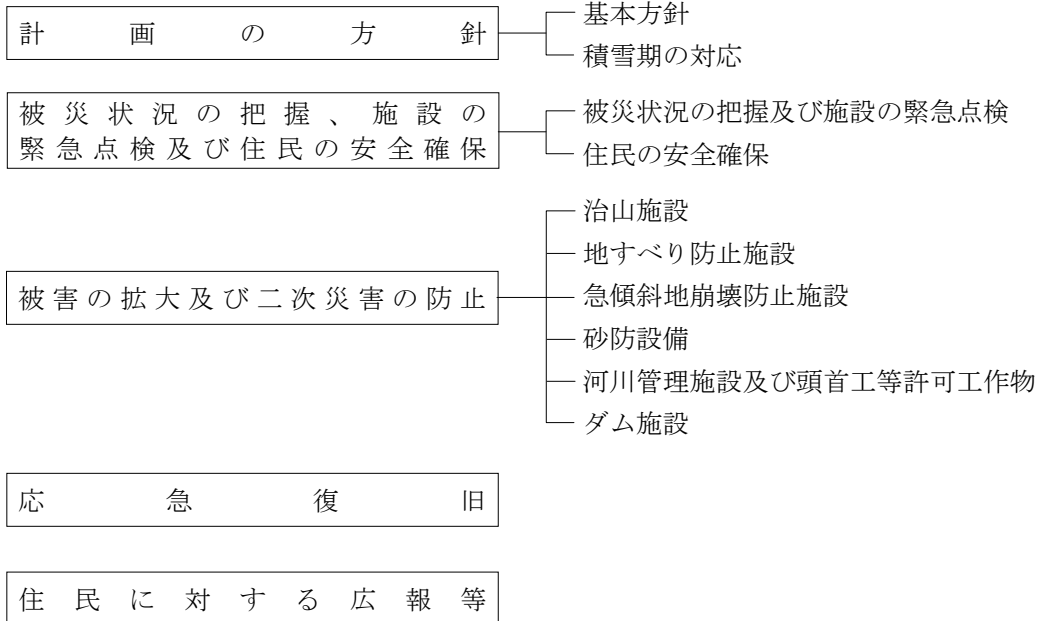 計画の方針
基本方針
積雪期の対応
被災状況の把握、施設の
緊急点検及び住民の安全確保
被災状況の把握及び施設の緊急点検
住民の安全確保
被害の拡大及び二次災害の防止
治山施設
地すべり防止施設
急傾斜地崩壊防止施設
砂防設備
河川管理施設及び頭首工等許可工作物
ダム施設
応急復旧
住民に対する広報等